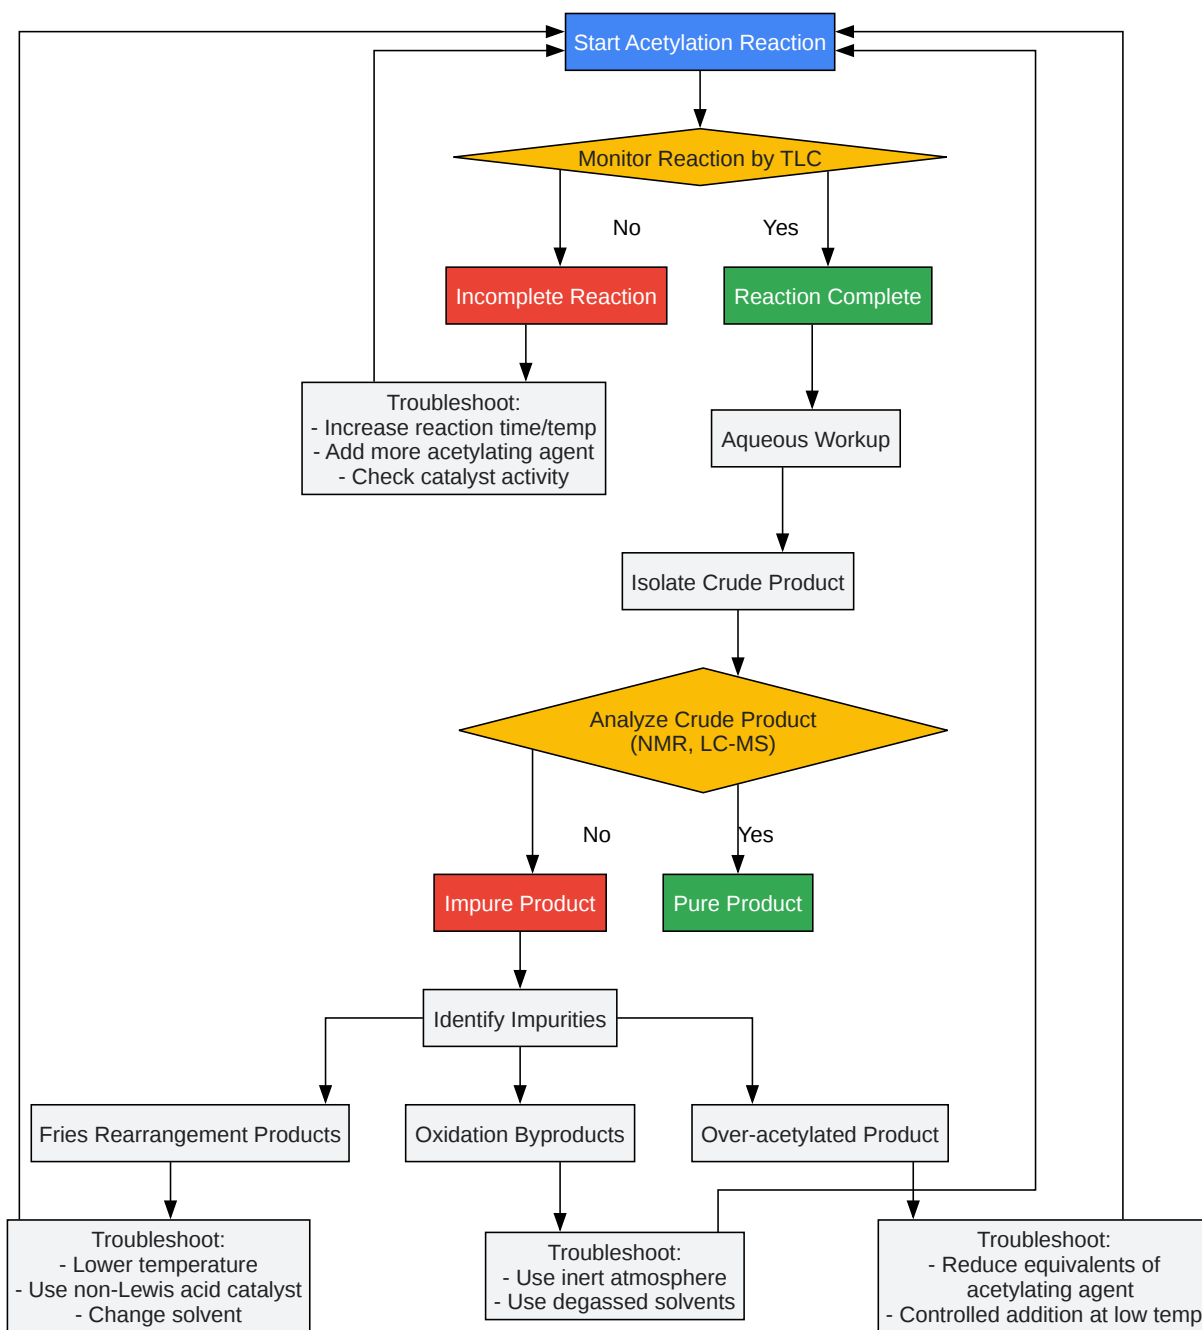 Start Acetylation Reaction
Monitor Reaction by TLC
No
Yes
Incomplete Reaction
Reaction Complete
Troubleshoot:
- Increase reaction time/temp
- Add more acetylating agent
- Check catalyst activity
Aqueous Workup
Isolate Crude Product
Analyze Crude Product
(NMR, LC-MS)
No
Yes
Impure Product
Pure Product
Identify Impurities
Fries Rearrangement Products
Oxidation Byproducts
Over-acetylated Product
Troubleshoot:
- Lower temperature
- Use non-Lewis acid catalyst
- Change solvent
Troubleshoot:
- Use inert atmosphere
- Use degassed solvents
Troubleshoot:
- Reduce equivalents of
acetylating agent
- Controlled addition at low temp